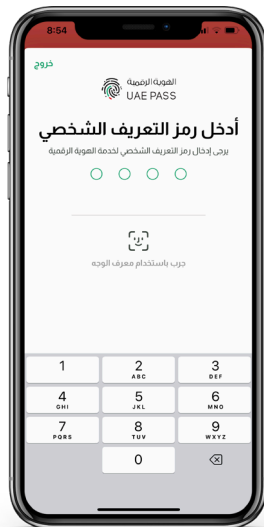 8:54
خروج
الهوية الرقمية
UAE PASS
أدخل رمز التعريف الشخصي
يرجى إدخال رمز التعريف الشخصي لخدمة الهوية الرقمية
جرب باستخدام معرف الوجه
1 2 3
ABC DEF
4 5 6
GHI JKL MNO
7 8 9
PQRS TUV WXYZ
0